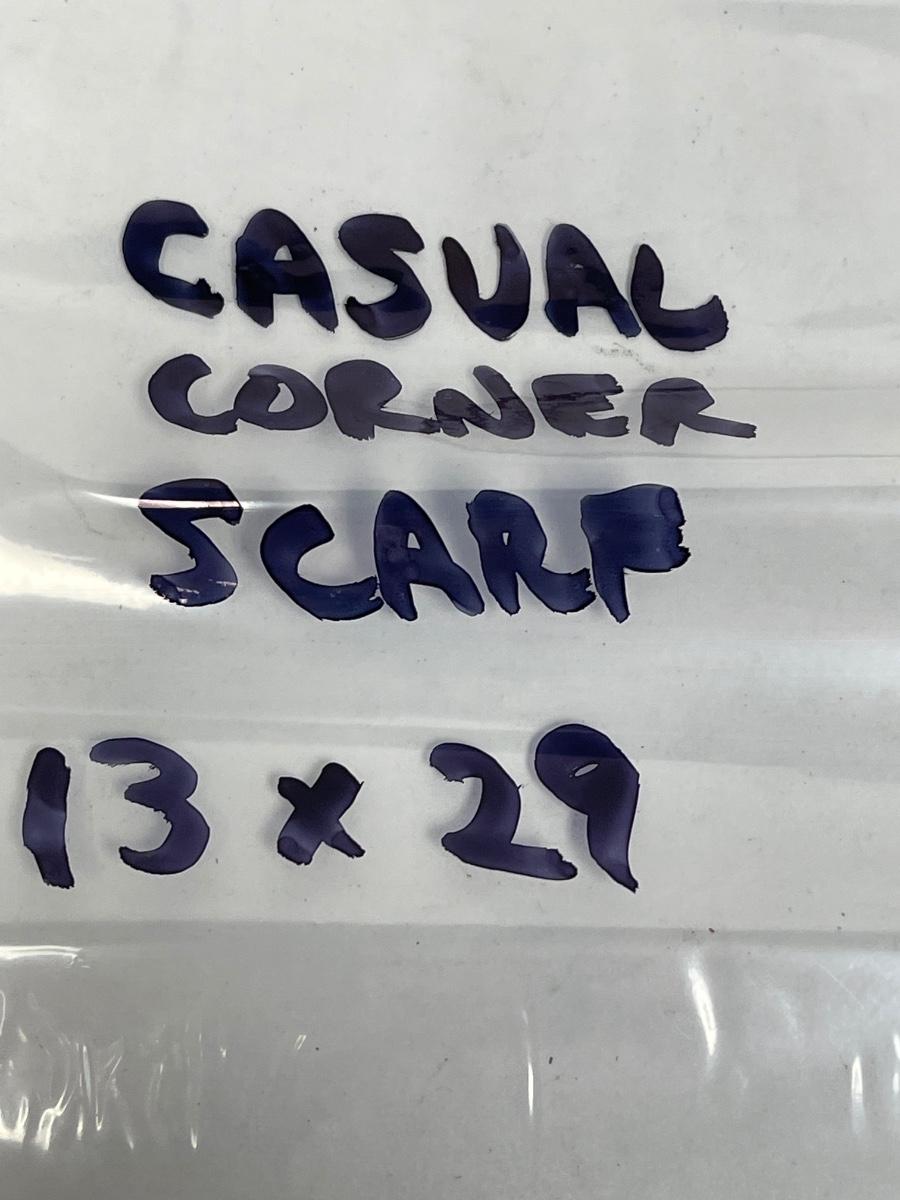 CASUAL
CORNER
SCARF
13 x 29